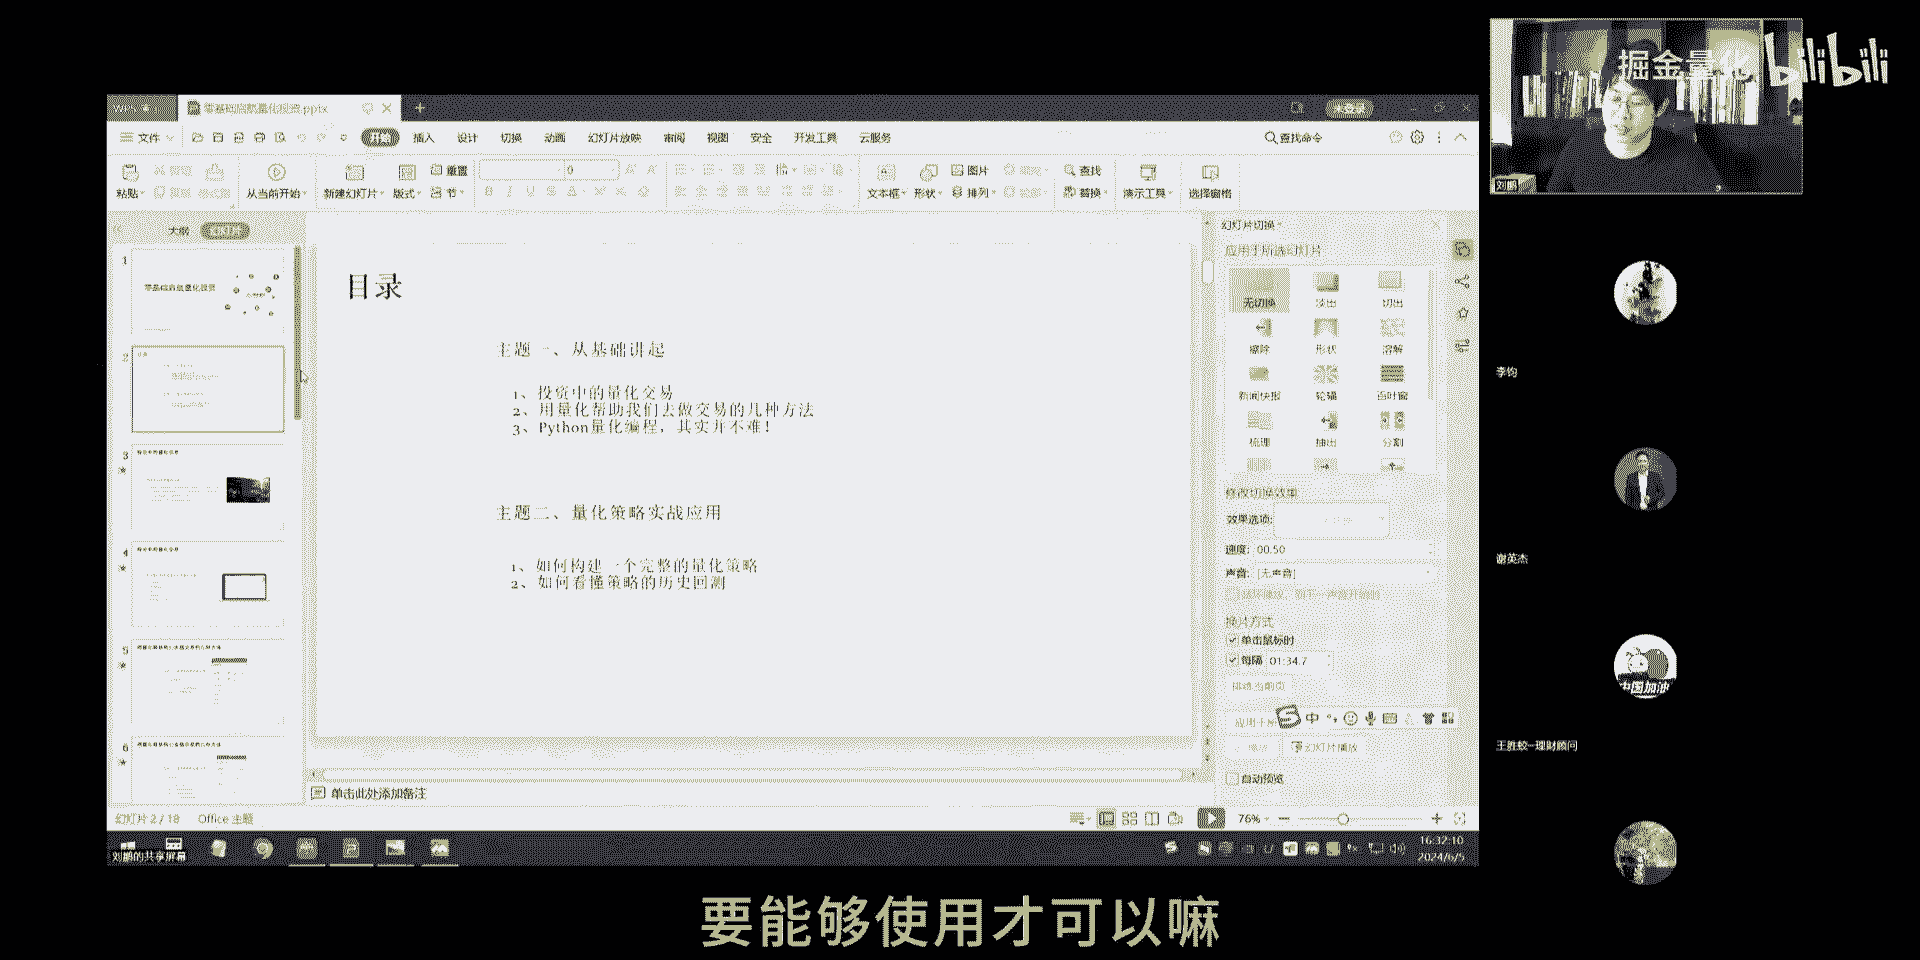 掘金量化 bilibili
WPS
零基础启航量化投资.pptx
未登录
文件
开始 插入 设计 切换 动画 幻灯片放映 审阅 视图 安全 开发工具 云服务
查找命令
粘贴
从当前开始
新建幻灯片
版式
重置
节
0
文本框
形状
图片
排列
查找
替换
演示工具
选择窗格
大纲 幻灯片
1
2
3
4
5
6
目录
主题一、从基础讲起
1、投资中的量化交易
2、用量化帮助我们去做交易的几种方法
3、Python量化编程，其实并不难！
主题二、量化策略实战应用
1、如何构建一个完整的量化策略
2、如何看懂策略的历史回测
幻灯片切换
应用于所选幻灯片
无切换 淡出 切出
擦除 形状 溶解
新闻快报 轮辐 百叶窗
梳理 抽出 分割
修改切换效果
效果选项:
速度: 00.50
声音: [无声音]
换片方式
单击鼠标时
每隔 01:34.7
排练当前页
中
幻灯片播放
自动预览
单击此处添加备注
幻灯片 2 / 18 Office 主题
76%
刘鹏的共享屏幕
16:32:10
2024/6/5
刘鹏
李钧
谢英杰
中国加油
王胜蛟-理财顾问
要能够使用才可以嘛